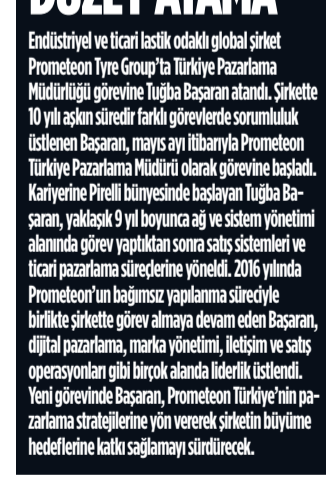 DÜZEY ATAMA
Endüstriyel ve ticari lastik odaklı global şirket
Prometeon Tyre Group’ta Türkiye Pazarlama
Müdürlüğü görevine Tuğba Başaran atandı. Şirkette
10 yılı aşkın süredir farklı görevlerde sorumluluk
üstlenen Başaran, mayıs ayı itibarıyla Prometeon
Türkiye Pazarlama Müdürü olarak görevine başladı.
Kariyerine Pirelli bünyesinde başlayan Tuğba Ba-
şaran, yaklaşık 9 yıl boyunca ağ ve sistem yönetimi
alanında görev yaptıktan sonra satış sistemleri ve
ticari pazarlama süreçlerine yöneldi. 2016 yılında
Prometeon’un bağımsız yapılanma süreciyle
birlikte şirkette görev almaya devam eden Başaran,
dijital pazarlama, marka yönetimi, iletişim ve satış
operasyonları gibi birçok alanda liderlik üstlendi.
Yeni görevinde Başaran, Prometeon Türkiye’nin pa-
zarlama stratejilerine yön vererek şirketin büyüme
hedeflerine katkı sağlamayı sürdürecek.